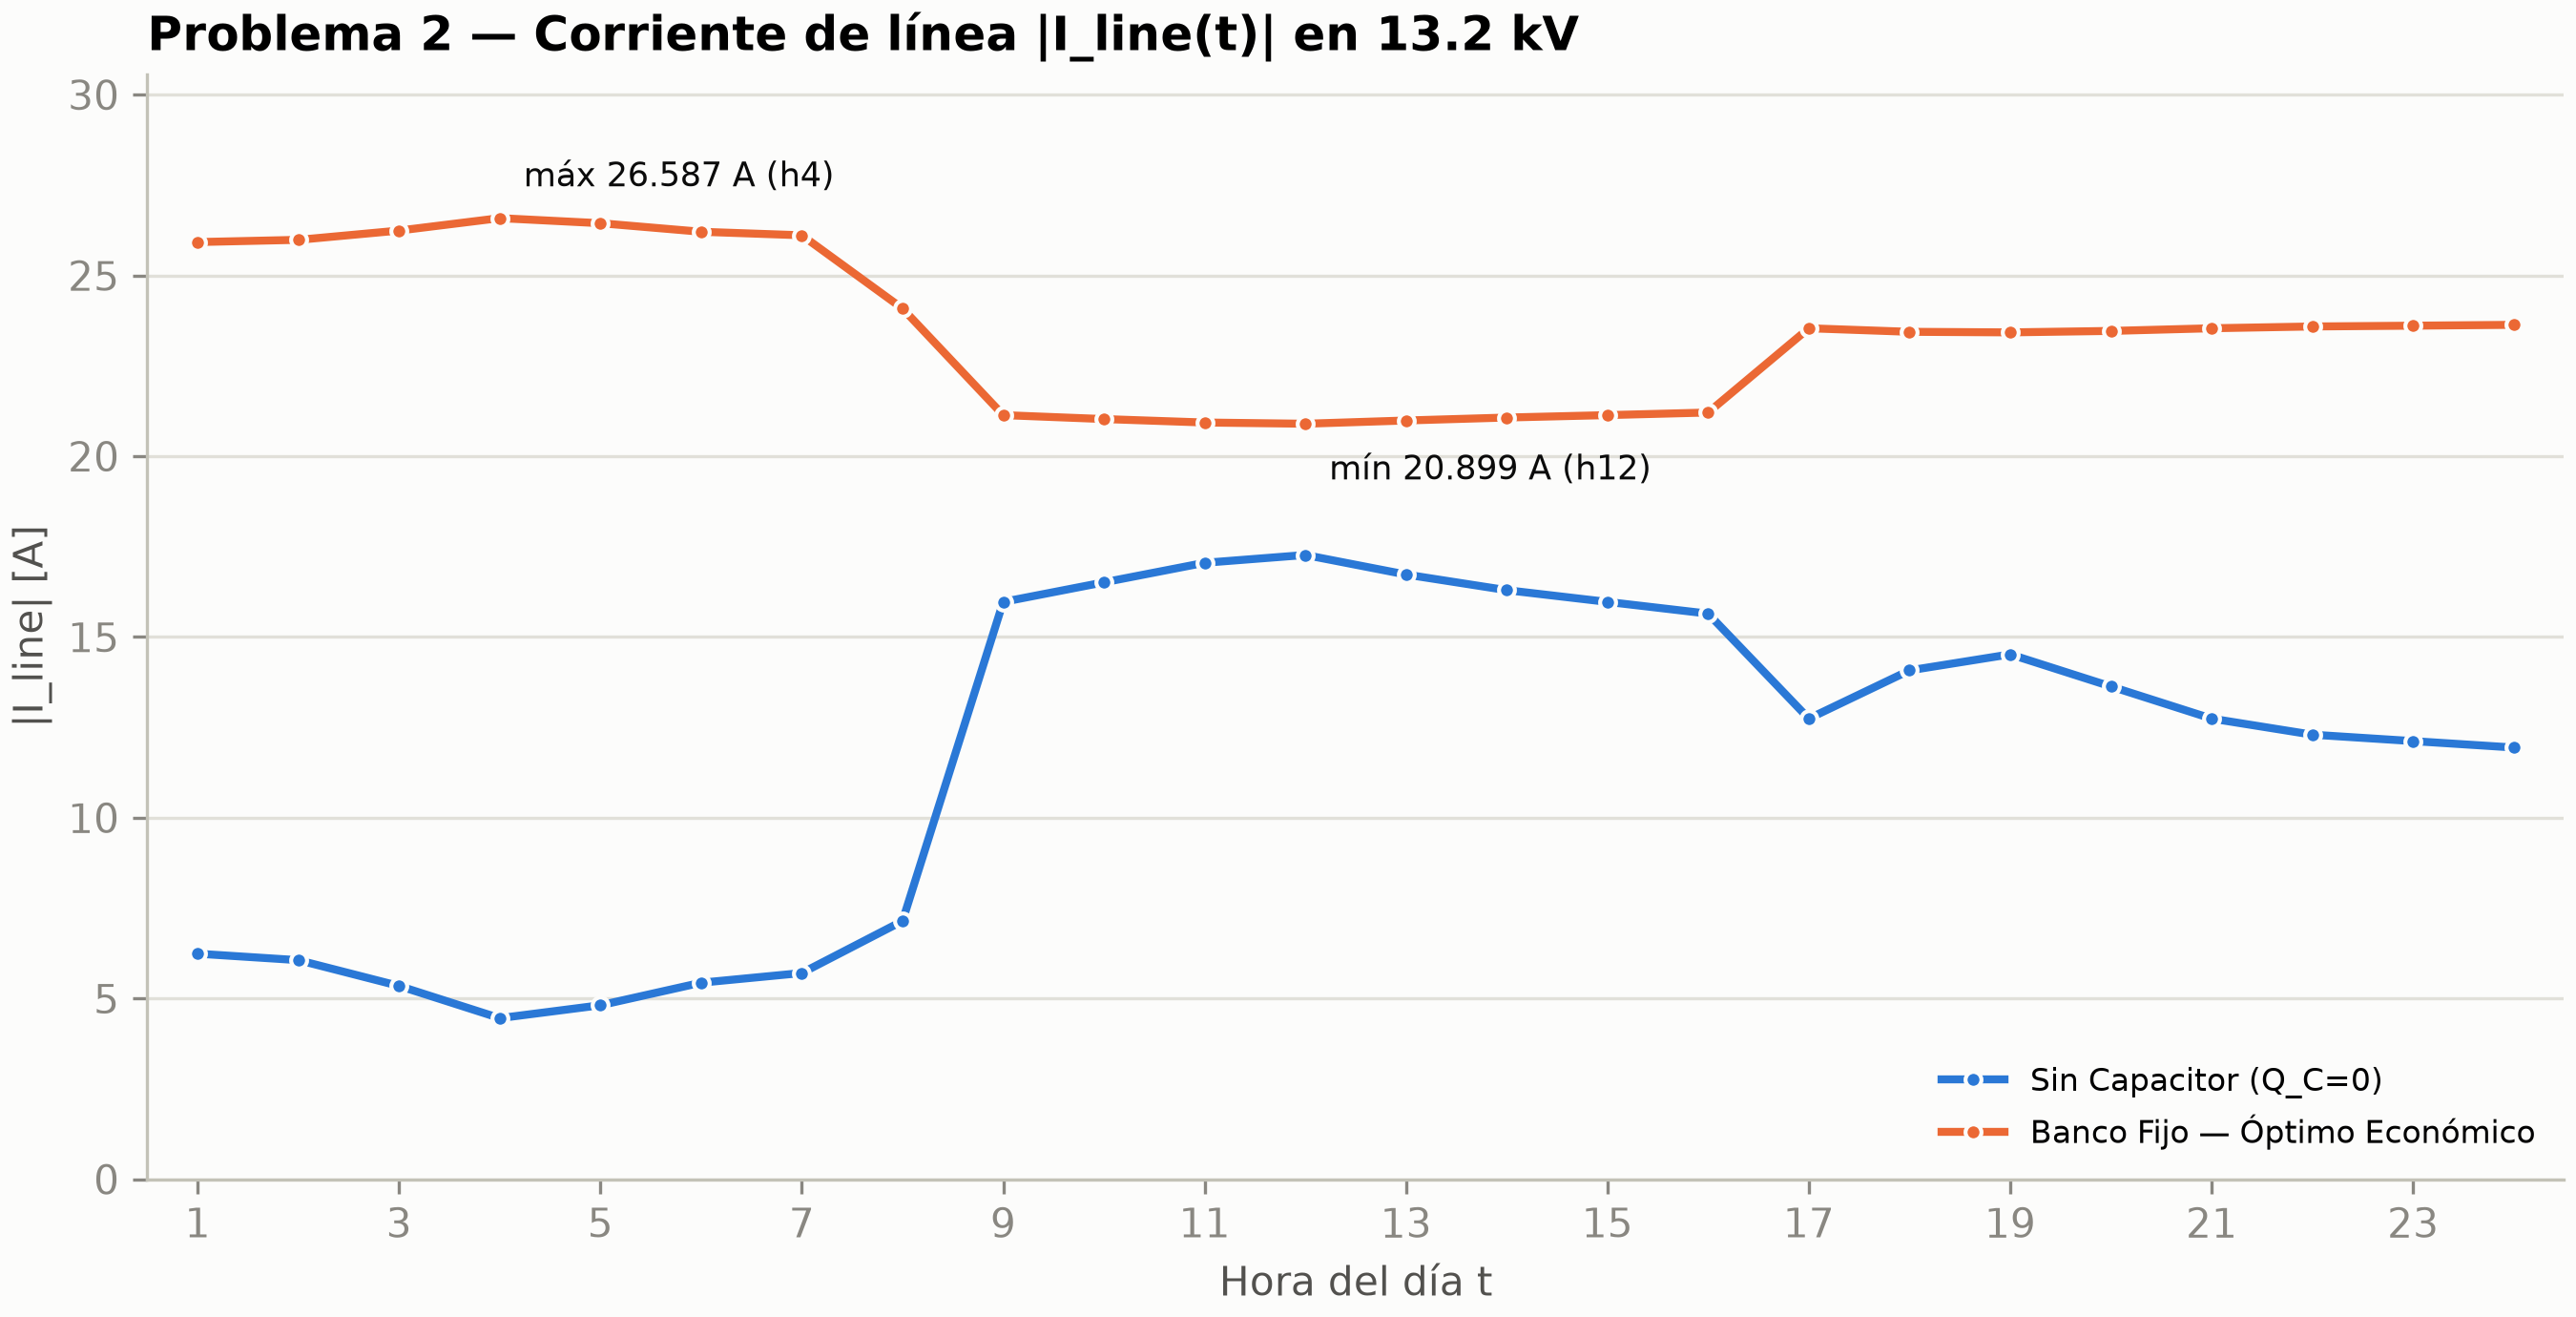 Problema 2 — Corriente de línea |I_line(t)| en 13.2 kV
30
25
20
15
10
5
0
|I_line| [A]
máx 26.587 A (h4)
mín 20.899 A (h12)
Sin Capacitor (Q_C=0)
Banco Fijo — Óptimo Económico
1 3 5 7 9 11 13 15 17 19 21 23
Hora del día t